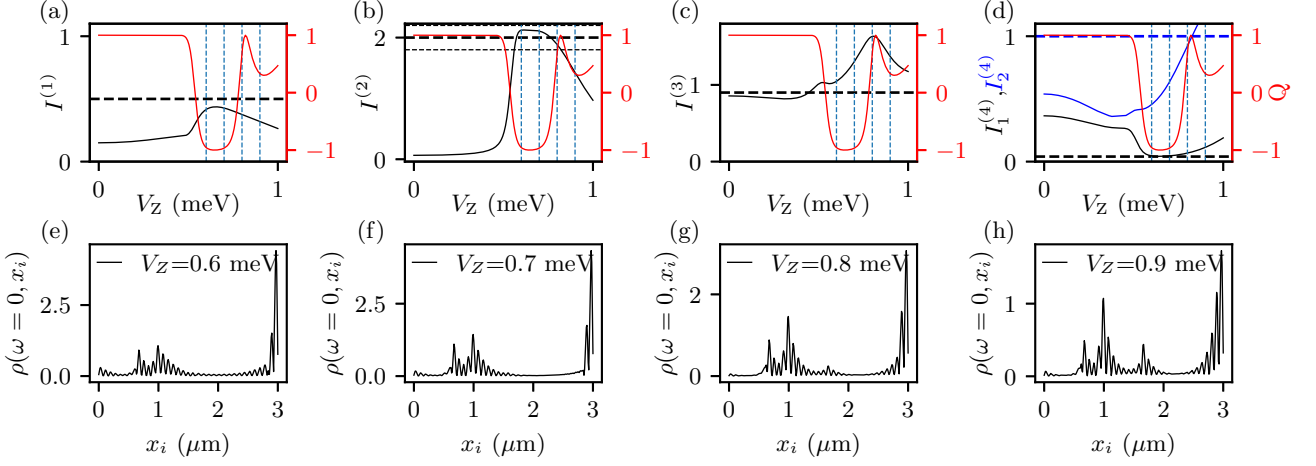 (a)
1
0
I^{(1)}
1
0
−1
0
1
V_Z (meV)
(b)
2
0
I^{(2)}
1
0
−1
0
1
V_Z (meV)
(c)
1
0
I^{(3)}
1
0
−1
0
1
V_Z (meV)
(d)
1
0
I_1^{(4)}, I_2^{(4)}
1
0
−1
Q
0
1
V_Z (meV)
(e)
V_Z=0.6 meV
2.5
0.0
ρ(ω = 0, x_i)
0 1 2 3
x_i (μm)
(f)
V_Z=0.7 meV
2.5
0.0
ρ(ω = 0, x_i)
0 1 2 3
x_i (μm)
(g)
V_Z=0.8 meV
2
0
ρ(ω = 0, x_i)
0 1 2 3
x_i (μm)
(h)
V_Z=0.9 meV
1
0
ρ(ω = 0, x_i)
0 1 2 3
x_i (μm)